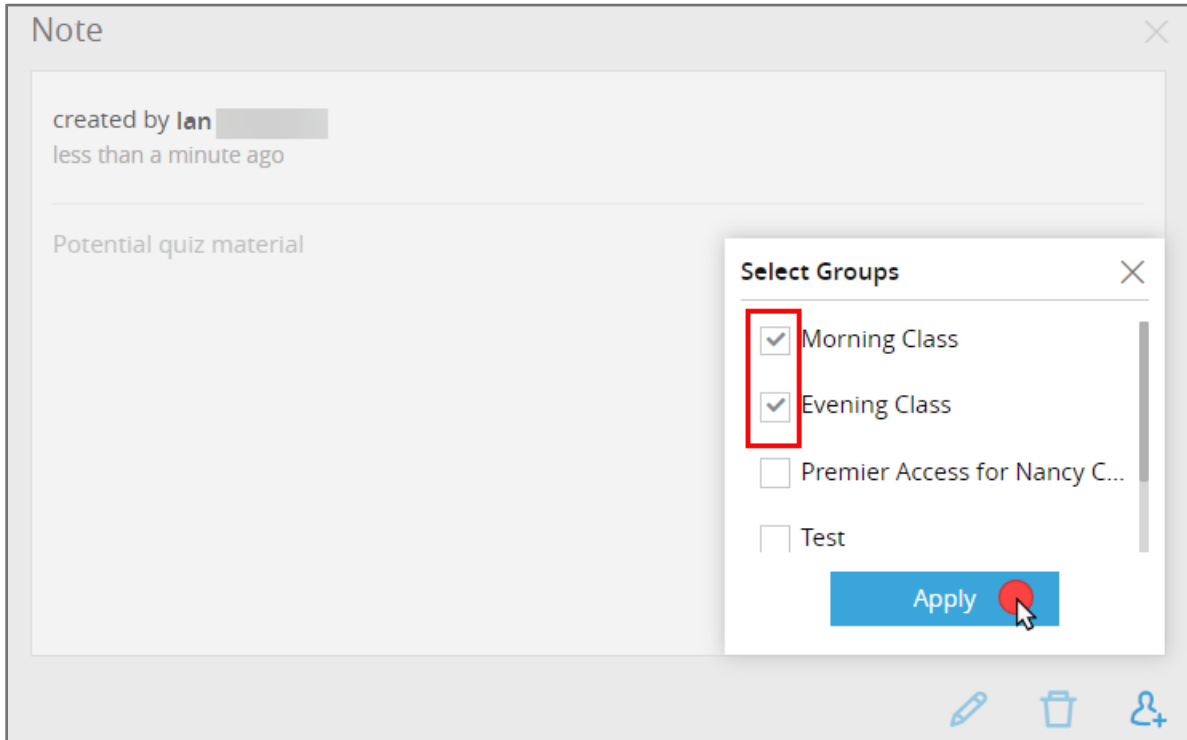 Note
created by Ian
less than a minute ago
Potential quiz material
Select Groups
Morning Class
Evening Class
Premier Access for Nancy C...
Test
Apply